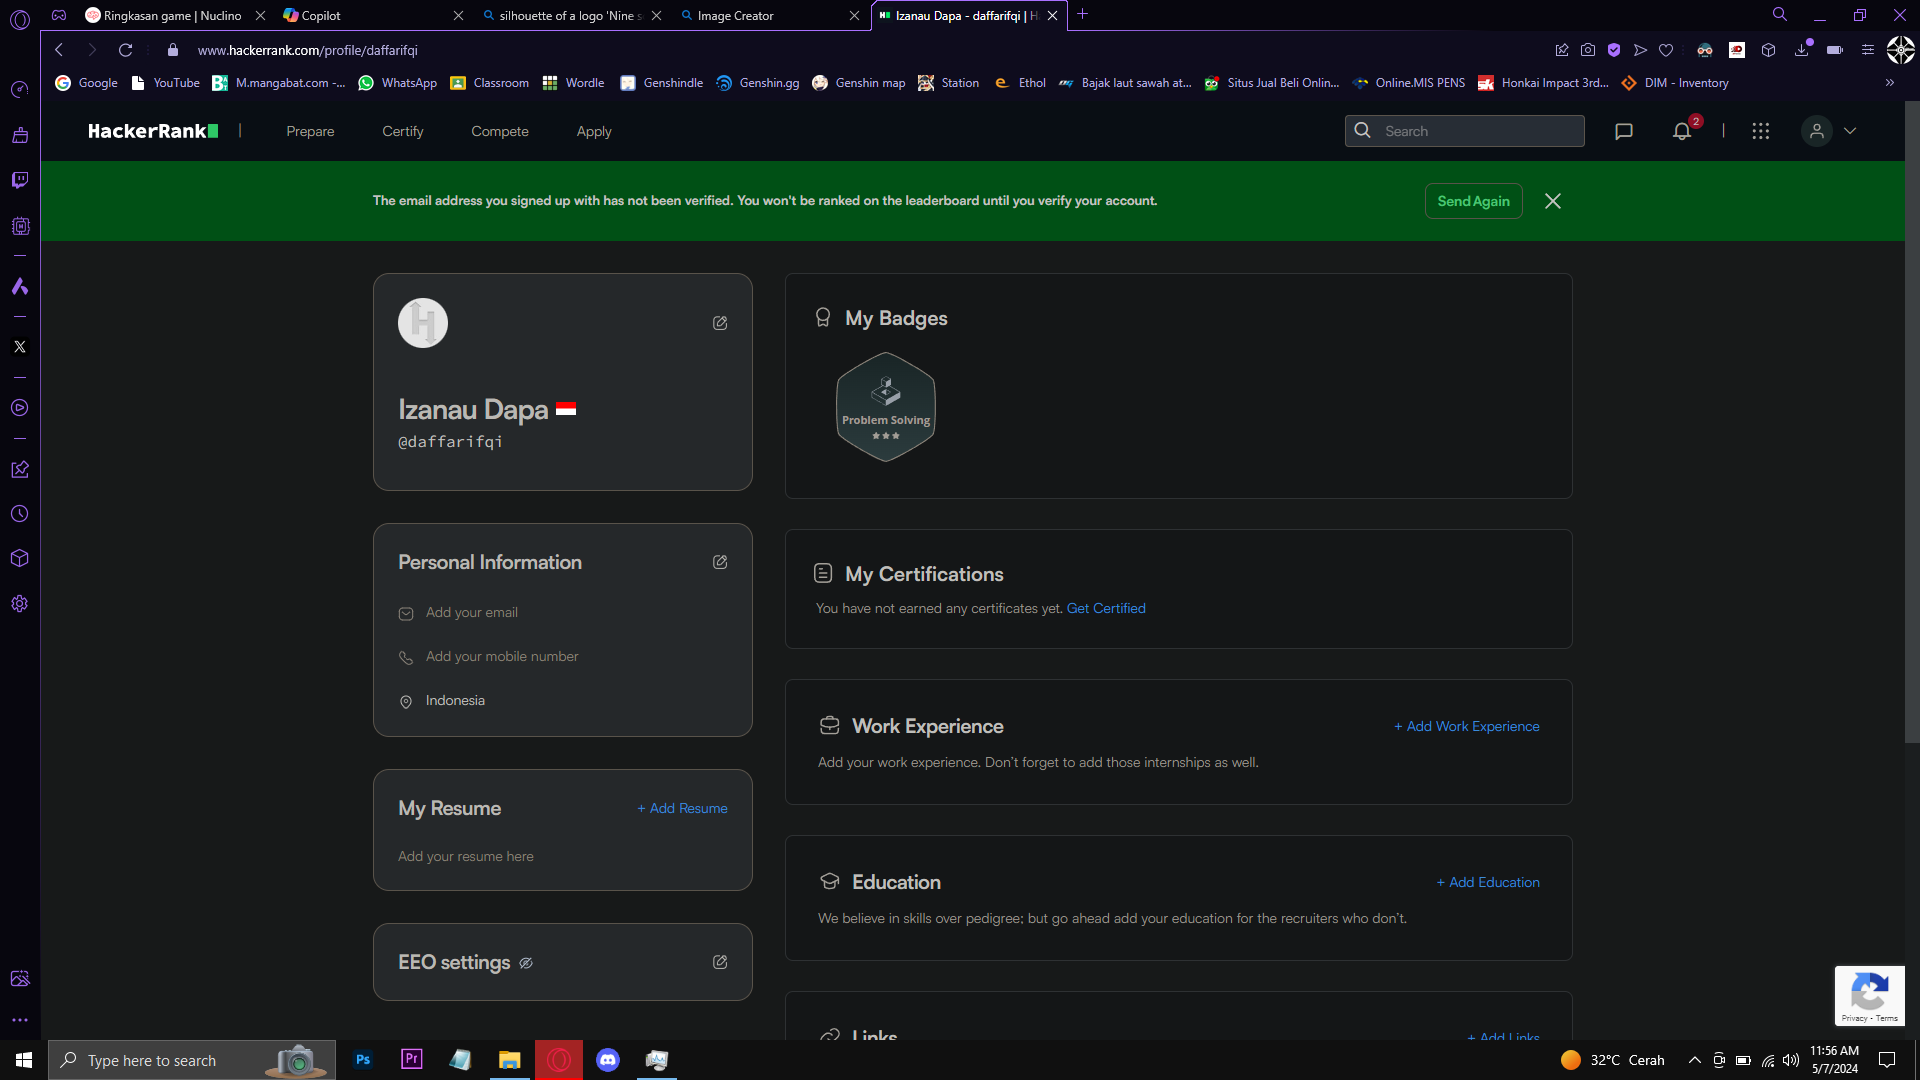 Ringkasan game | Nuclino
Copilot
silhouette of a logo 'Nine s
Image Creator
Izanau Dapa - daffarifqi | H
www.hackerrank.com/profile/daffarifqi
Google
YouTube
M.mangabat.com -...
WhatsApp
Classroom
Wordle
Genshindle
Genshin.gg
Genshin map
Station
Ethol
Bajak laut sawah at...
Situs Jual Beli Onlin...
Online.MIS PENS
Honkai Impact 3rd...
DIM - Inventory
HackerRank
Prepare
Certify
Compete
Apply
Search
2
The email address you signed up with has not been verified. You won't be ranked on the leaderboard until you verify your account.
Send Again
H
Izanau Dapa
@daffarifqi
Personal Information
Add your email
Add your mobile number
Indonesia
My Resume
+ Add Resume
Add your resume here
EEO settings
My Badges
Problem Solving
My Certifications
You have not earned any certificates yet. Get Certified
Work Experience
+ Add Work Experience
Add your work experience. Don't forget to add those internships as well.
Education
+ Add Education
We believe in skills over pedigree; but go ahead add your education for the recruiters who don't.
Links
+ Add Links
Privacy - Terms
Type here to search
Ps
Pr
32°C Cerah
11:56 AM
5/7/2024